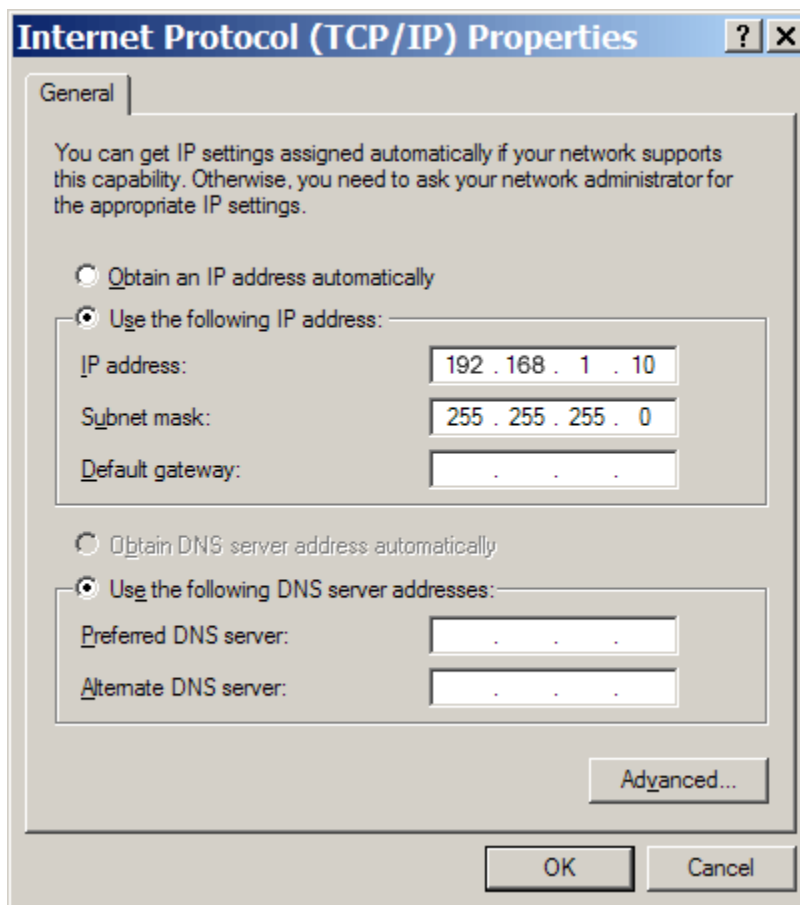 Internet Protocol (TCP/IP) Properties
General
You can get IP settings assigned automatically if your network supports
this capability. Otherwise, you need to ask your network administrator for
the appropriate IP settings.
Obtain an IP address automatically
Use the following IP address:
IP address: 192 . 168 . 1 . 10
Subnet mask: 255 . 255 . 255 . 0
Default gateway: . . .
Obtain DNS server address automatically
Use the following DNS server addresses:
Preferred DNS server: . . .
Alternate DNS server: . . .
Advanced...
OK Cancel